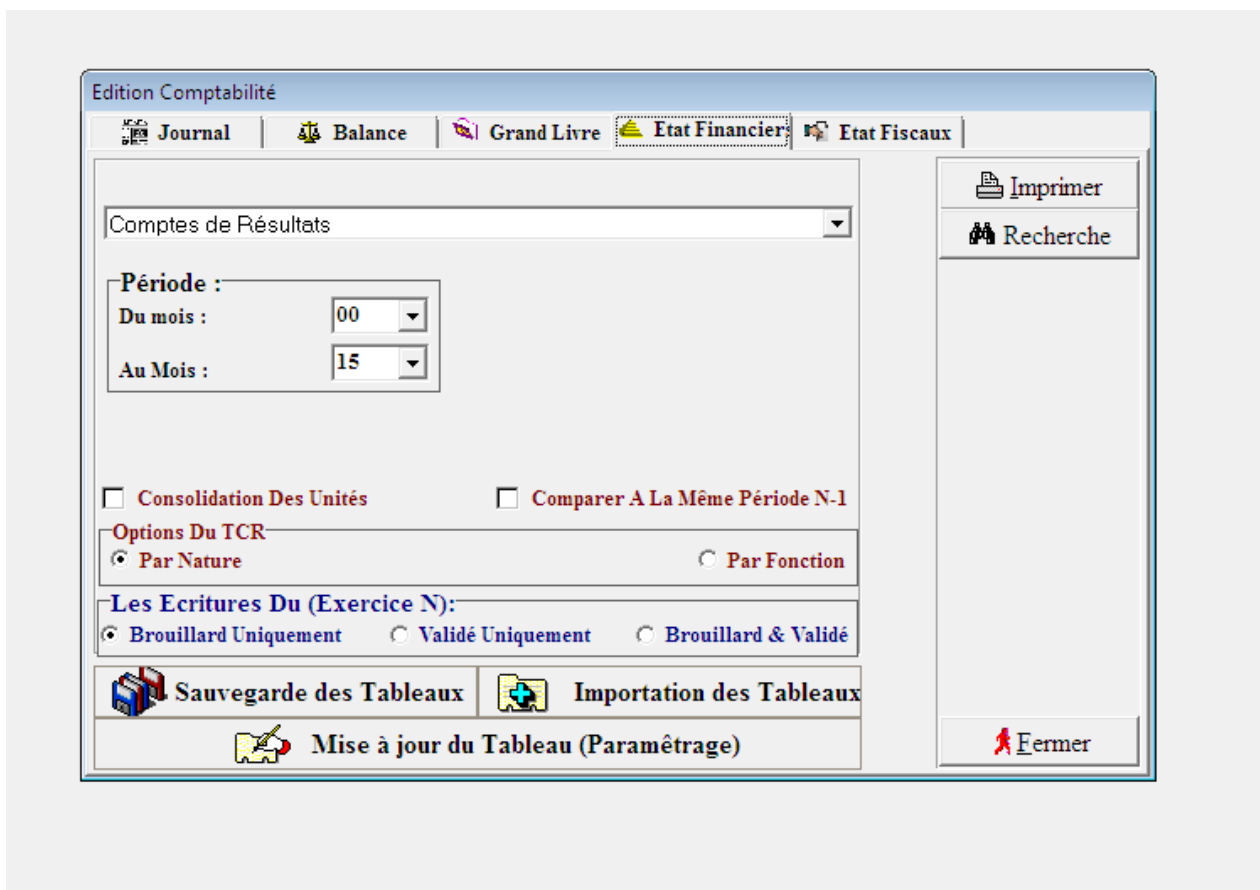 Edition Comptabilité
Journal Balance Grand Livre Etat Financiers Etat Fiscaux
Imprimer
Comptes de Résultats
Recherche
Période :
Du mois : 00
Au Mois : 15
Consolidation Des Unités Comparer A La Même Période N-1
Options Du TCR
Par Nature Par Fonction
Les Ecritures Du (Exercice N):
Brouillard Uniquement Validé Uniquement Brouillard & Validé
Sauvegarde des Tableaux Importation des Tableaux
Mise à jour du Tableau (Paramêtrage)
Fermer